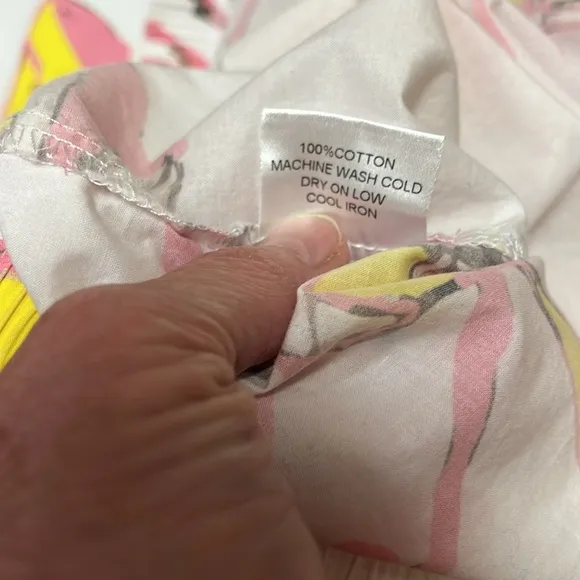 100%COTTON
MACHINE WASH COLD
DRY ON LOW
COOL IRON